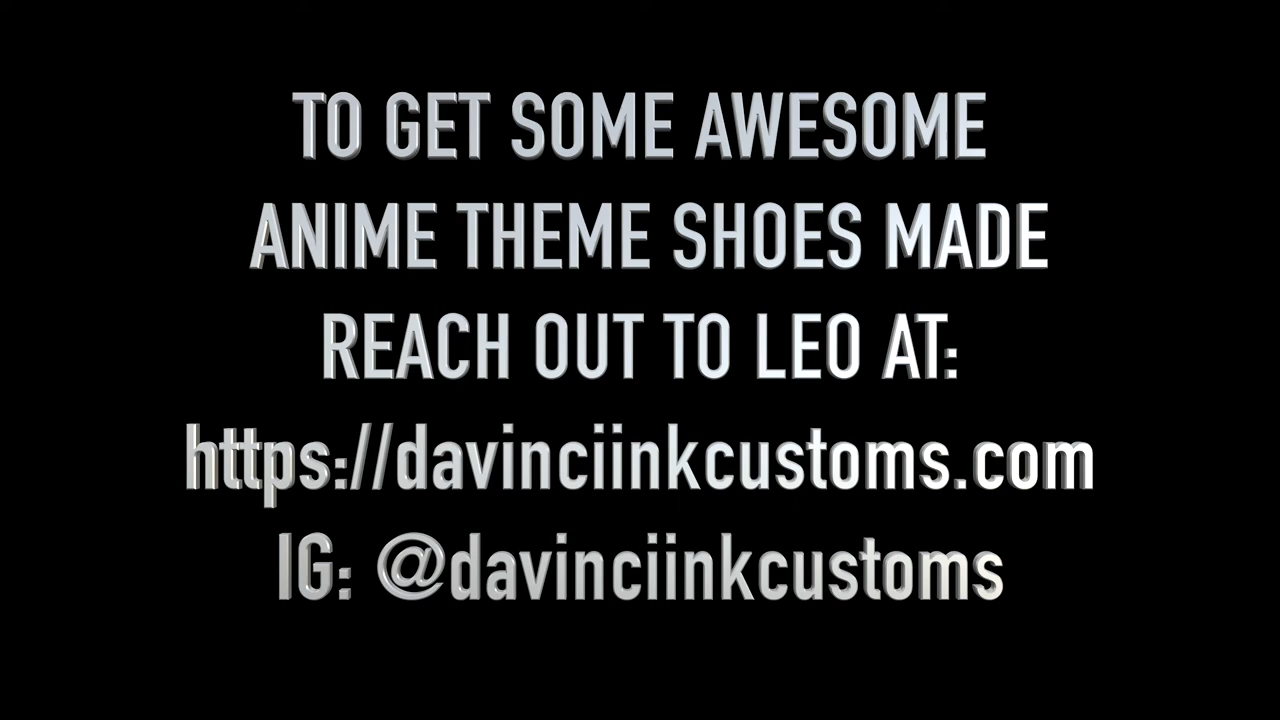 TO GET SOME AWESOME
ANIME THEME SHOES MADE
REACH OUT TO LEO AT:
https://davinciinkcustoms.com
IG: @davinciinkcustoms